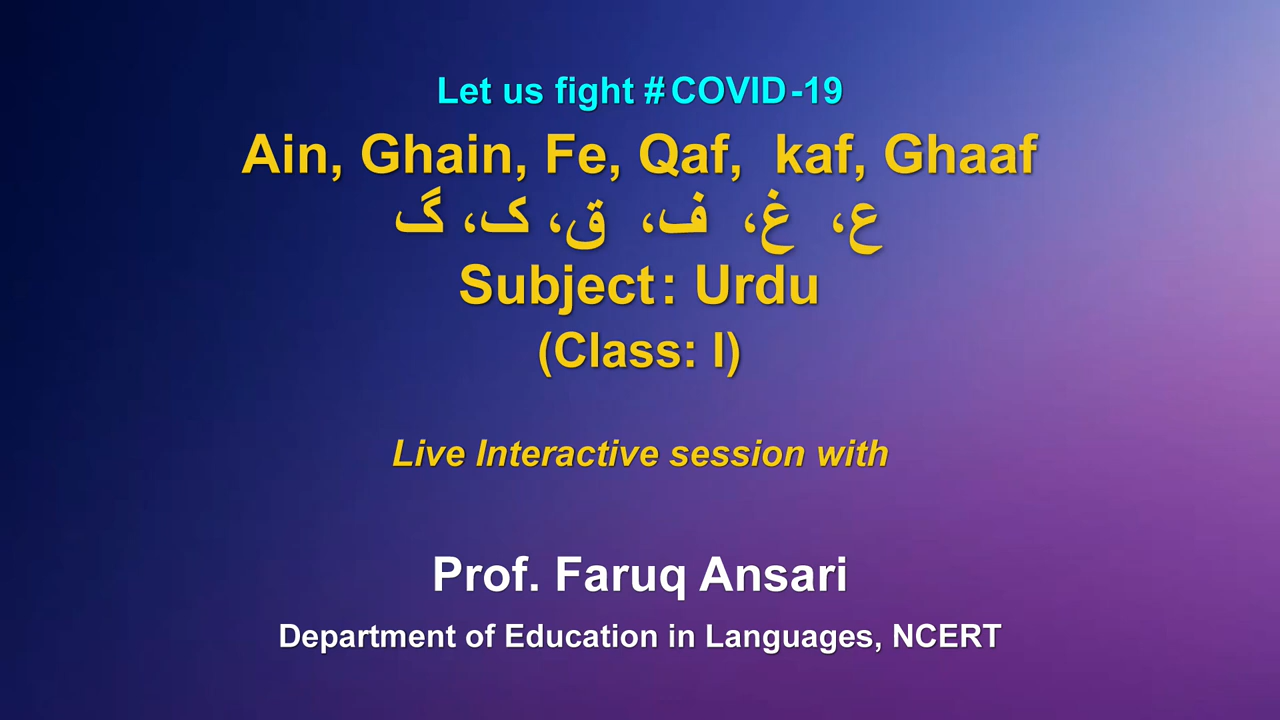 Let us fight #COVID-19
Ain, Ghain, Fe, Qaf, kaf, Ghaaf
ع، غ، ف، ق، ک، گ
Subject: Urdu
(Class: I)
Live Interactive session with
Prof. Faruq Ansari
Department of Education in Languages, NCERT